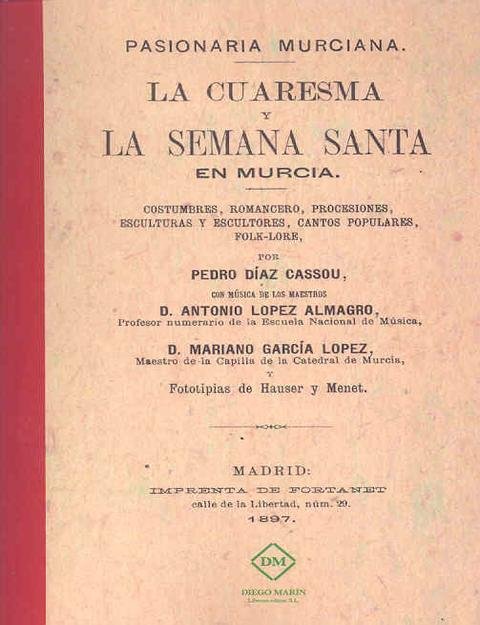 PASIONARIA MURCIANA.
LA CUARESMA
Y
LA SEMANA SANTA
EN MURCIA.
COSTUMBRES, ROMANCERO, PROCESIONES,
ESCULTURAS Y ESCULTORES, CANTOS POPULARES,
FOLK-LORE,
POR
PEDRO DÍAZ CASSOU,
CON MÚSICA DE LOS MAESTROS
D. ANTONIO LOPEZ ALMAGRO,
Profesor numerario de la Escuela Nacional de Música,
D. MARIANO GARCÍA LOPEZ,
Maestro de la Capilla de la Catedral de Murcia,
Y
Fototipias de Hauser y Menet.
MADRID:
IMPRENTA DE FORTANET
calle de la Libertad, núm. 29.
1897.
DM
DIEGO MARÍN
Librero-editor S.L.